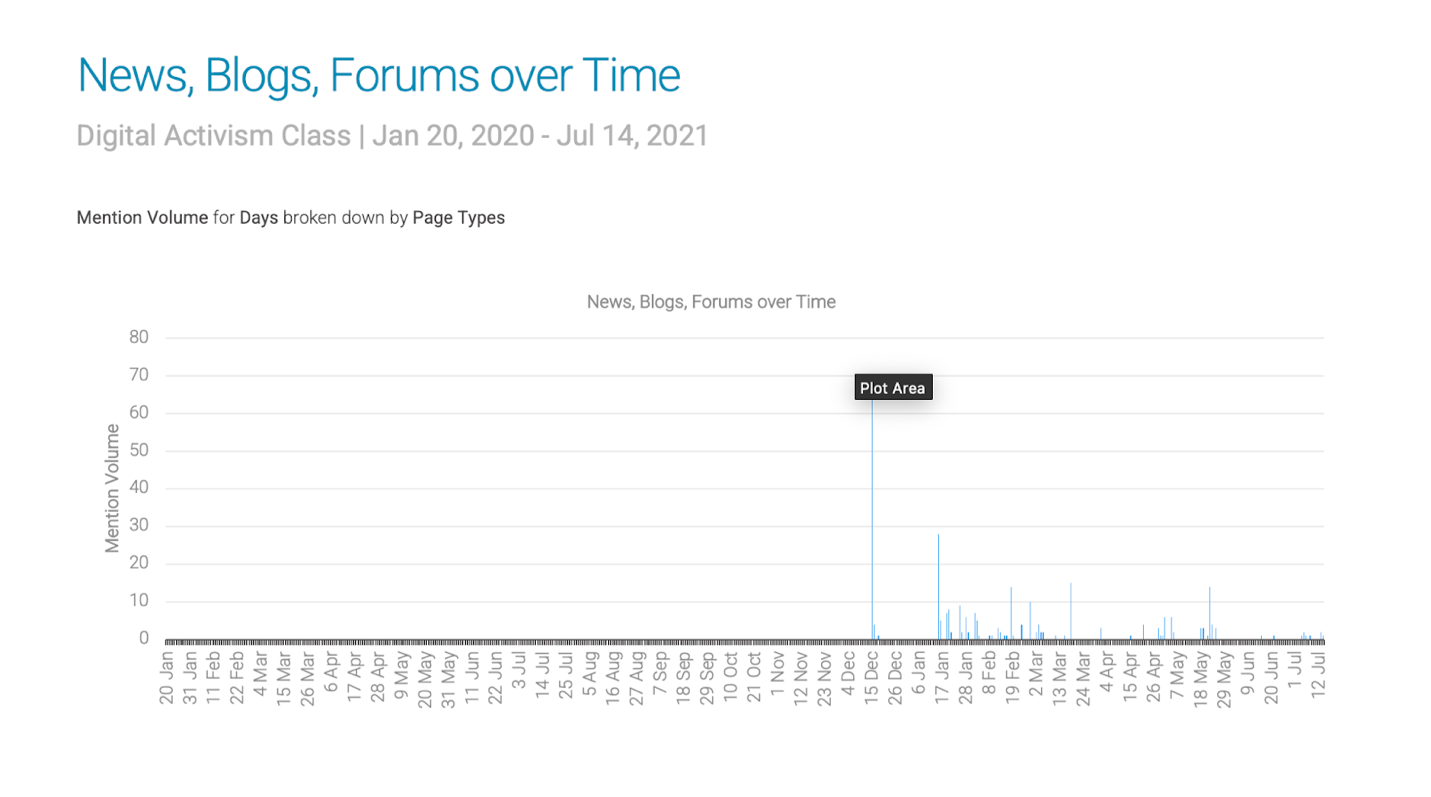 News, Blogs, Forums over Time
Digital Activism Class | Jan 20, 2020 - Jul 14, 2021
Mention Volume for Days broken down by Page Types
News, Blogs, Forums over Time
80
70
Plot Area
60
50
40
30
20
10
0
Mention Volume
20 Jan
31 Jan
11 Feb
22 Feb
4 Mar
15 Mar
26 Mar
6 Apr
17 Apr
28 Apr
9 May
20 May
31 May
11 Jun
22 Jun
3 Jul
14 Jul
25 Jul
5 Aug
16 Aug
27 Aug
7 Sep
18 Sep
29 Sep
10 Oct
21 Oct
1 Nov
12 Nov
23 Nov
4 Dec
15 Dec
26 Dec
6 Jan
17 Jan
28 Jan
8 Feb
19 Feb
2 Mar
13 Mar
24 Mar
4 Apr
15 Apr
26 Apr
7 May
18 May
29 May
9 Jun
20 Jun
1 Jul
12 Jul